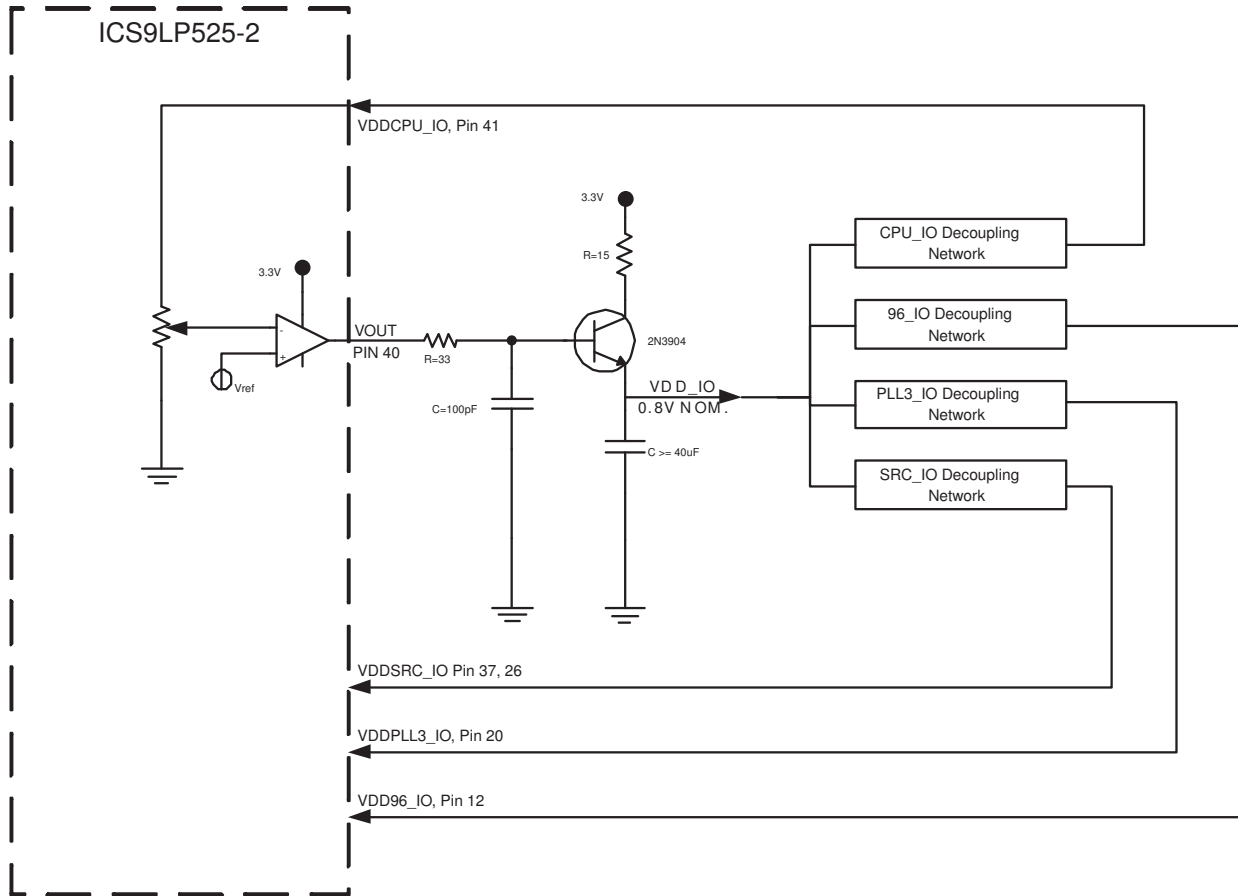 ICS9LP525-2
VDDCPU_IO, Pin 41
3.3V
R=15
CPU_IO Decoupling
Network
3.3V
-
+
Vref
VOUT
PIN 40
R=33
2N3904
96_IO Decoupling
Network
C=100pF
VDD_IO
0.8V NOM.
PLL3_IO Decoupling
Network
C >= 40uF
SRC_IO Decoupling
Network
VDDSRC_IO Pin 37, 26
VDDPLL3_IO, Pin 20
VDD96_IO, Pin 12